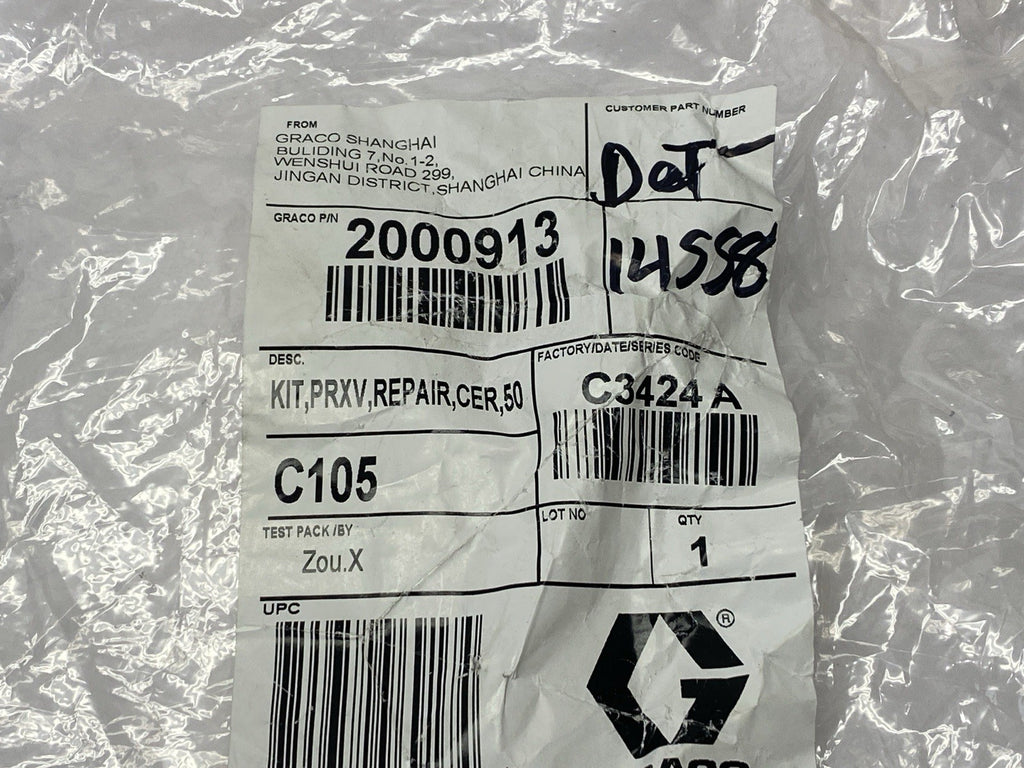 FROM
GRACO SHANGHAI
BULIDING 7,No.1-2,
WENSHUI ROAD 299,
JINGAN DISTRICT,SHANGHAI CHINA
CUSTOMER PART NUMBER
DOT
14558
GRACO P/N
2000913
DESC.
KIT,PRXV,REPAIR,CER,50
FACTORY/DATE/SERIES CODE
C3424 A
C105
TEST PACK /BY
Zou.X
LOT NO
QTY
1
UPC
®